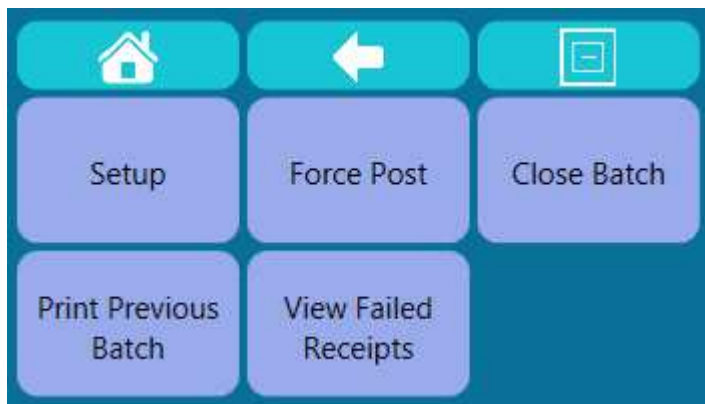 Setup
Force Post
Close Batch
Print Previous
Batch
View Failed
Receipts